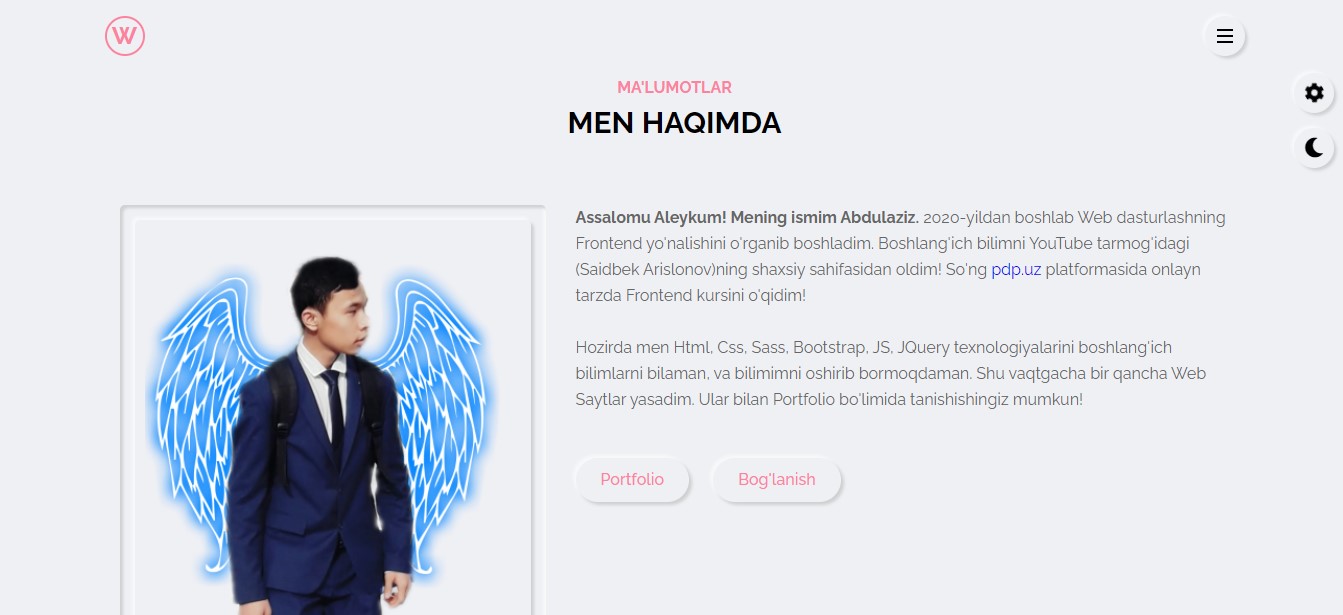 W
MA'LUMOTLAR
MEN HAQIMDA
Assalomu Aleykum! Mening ismim Abdulaziz. 2020-yildan boshlab Web dasturlashning
Frontend yo'nalishini o'rganib boshladim. Boshlang'ich bilimni YouTube tarmog'idagi
(Saidbek Arislonov)ning shaxsiy sahifasidan oldim! So'ng pdp.uz platformasida onlayn
tarzda Frontend kursini o'qidim!
Hozirda men Html, Css, Sass, Bootstrap, JS, JQuery texnologiyalarini boshlang'ich
bilimlarni bilaman, va bilimimni oshirib bormoqdaman. Shu vaqtgacha bir qancha Web
Saytlar yasadim. Ular bilan Portfolio bo'limida tanishishingiz mumkun!
Portfolio
Bog'lanish